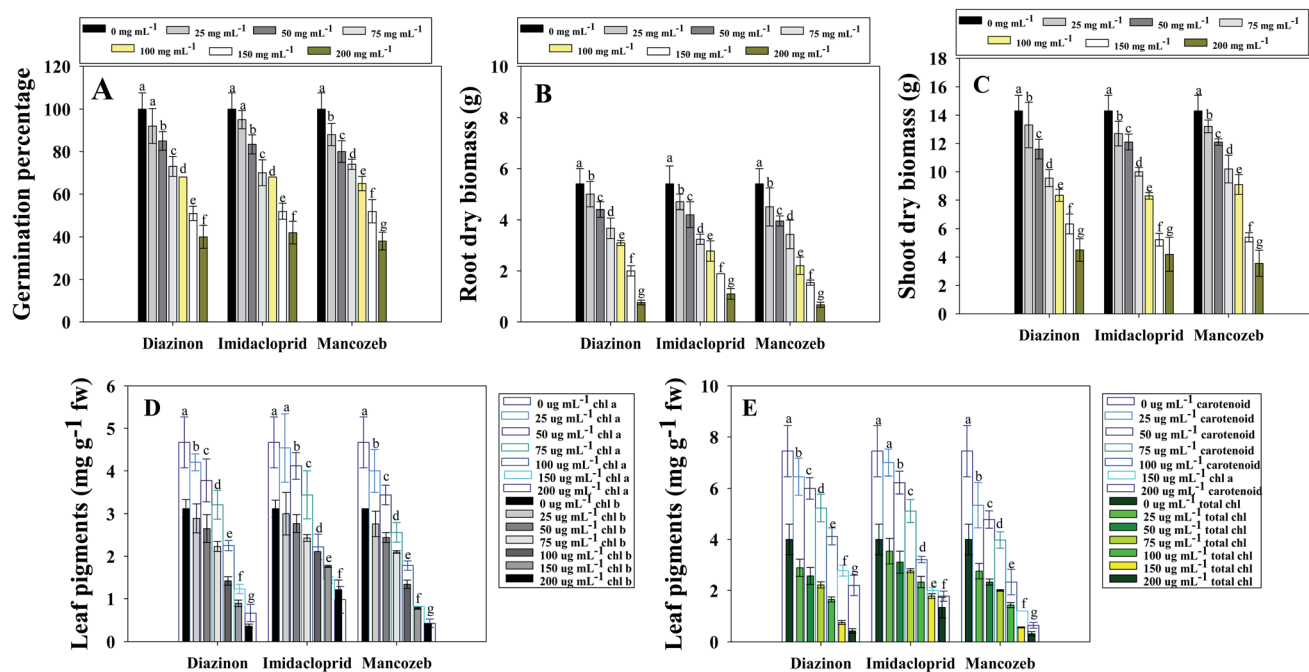 0 mg mL⁻¹ 25 mg mL⁻¹ 50 mg mL⁻¹ 75 mg mL⁻¹
100 mg mL⁻¹ 150 mg mL⁻¹ 200 mg mL⁻¹
A
Germination percentage
120
100
80
60
40
20
0
a a b c d e f
a a b c d e f
a b c d e f g
Diazinon Imidacloprid Mancozeb
0 mg mL⁻¹ 25 mg mL⁻¹ 50 mg mL⁻¹ 75 mg mL⁻¹
100 mg mL⁻¹ 150 mg mL⁻¹ 200 mg mL⁻¹
B
Root dry biomass (g)
10
8
6
4
2
0
a b c d e f g
a b c d e f g
a b c d e f g
Diazinon Imidacloprid Mancozeb
0 mg mL⁻¹ 25 mg mL⁻¹ 50 mg mL⁻¹ 75 mg mL⁻¹
100 mg mL⁻¹ 150 mg mL⁻¹ 200 mg mL⁻¹
C
Shoot dry biomass (g)
18
16
14
12
10
8
6
4
2
0
a b c d e f g
a b c d e f g
a b c d e f g
Diazinon Imidacloprid Mancozeb
D
Leaf pigments (mg g⁻¹ fw)
6
5
4
3
2
1
0
a b c d e f g
a a b c d e f
a b c d e f g
Diazinon Imidacloprid Mancozeb
0 ug mL⁻¹ chl a
25 ug mL⁻¹ chl a
50 ug mL⁻¹ chl a
75 ug mL⁻¹ chl a
100 ug mL⁻¹ chl a
150 ug mL⁻¹ chl a
200 ug mL⁻¹ chl a
0 ug mL⁻¹ chl b
25 ug mL⁻¹ chl b
50 ug mL⁻¹ chl b
75 ug mL⁻¹ chl b
100 ug mL⁻¹ chl b
150 ug mL⁻¹ chl b
200 ug mL⁻¹ chl b
E
Leaf pigments (mg g⁻¹ fw)
10
8
6
4
2
0
a b c d e f g
a a b c d e f
a b c d e f g
Diazinon Imidacloprid Mancozeb
0 ug mL⁻¹ carotenoid
25 ug mL⁻¹ carotenoid
50 ug mL⁻¹ carotenoid
75 ug mL⁻¹ carotenoid
100 ug mL⁻¹ carotenoid
150 ug mL⁻¹ chl a
200 ug mL⁻¹ carotenoid
0 ug mL⁻¹ total chl
25 ug mL⁻¹ total chl
50 ug mL⁻¹ total chl
75 ug mL⁻¹ total chl
100 ug mL⁻¹ total chl
150 ug mL⁻¹ total chl
200 ug mL⁻¹ total chl